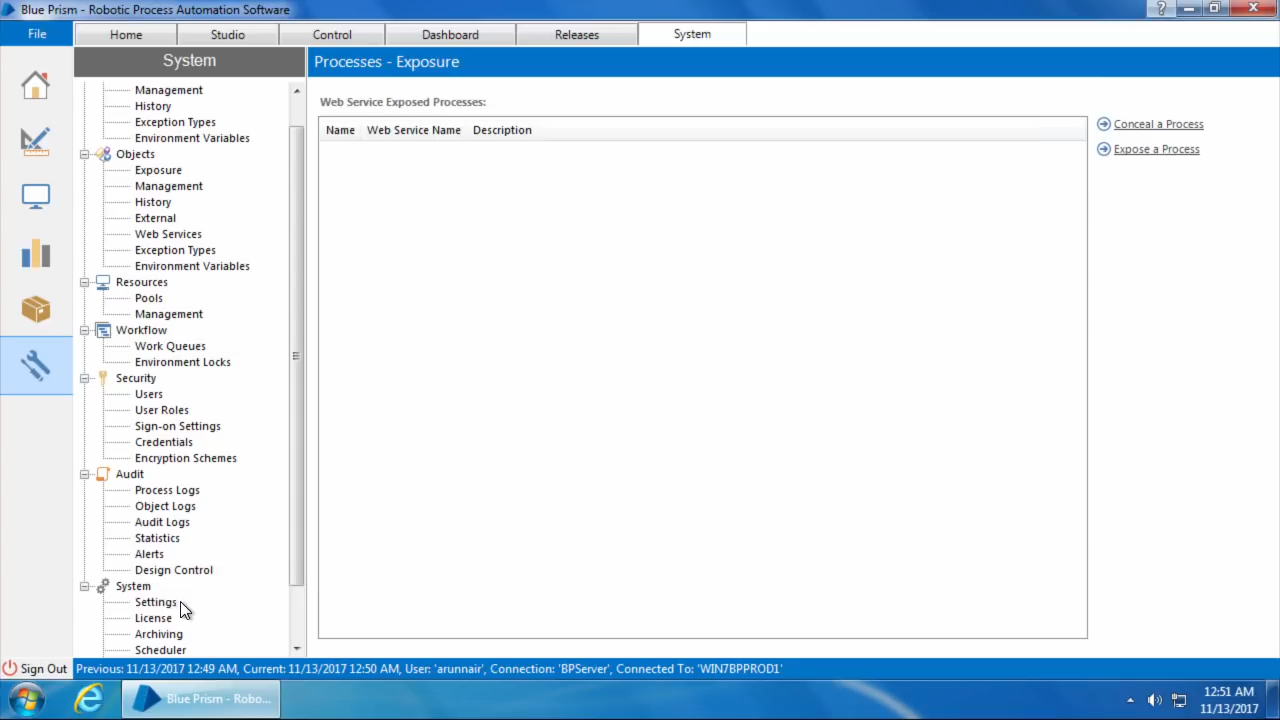 Blue Prism - Robotic Process Automation Software
File
Home
Studio
Control
Dashboard
Releases
System
System
Processes - Exposure
Management
History
Exception Types
Environment Variables
Objects
Exposure
Management
History
External
Web Services
Exception Types
Environment Variables
Resources
Pools
Management
Workflow
Work Queues
Environment Locks
Security
Users
User Roles
Sign-on Settings
Credentials
Encryption Schemes
Audit
Process Logs
Object Logs
Audit Logs
Statistics
Alerts
Design Control
System
Settings
License
Archiving
Scheduler
Web Service Exposed Processes:
Name Web Service Name Description
Conceal a Process
Expose a Process
Sign Out
Previous: 11/13/2017 12:49 AM, Current: 11/13/2017 12:50 AM, User: 'arunnair', Connection: 'BPServer', Connected To: 'WIN7BPPROD1'
Blue Prism - Robo...
12:51 AM
11/13/2017